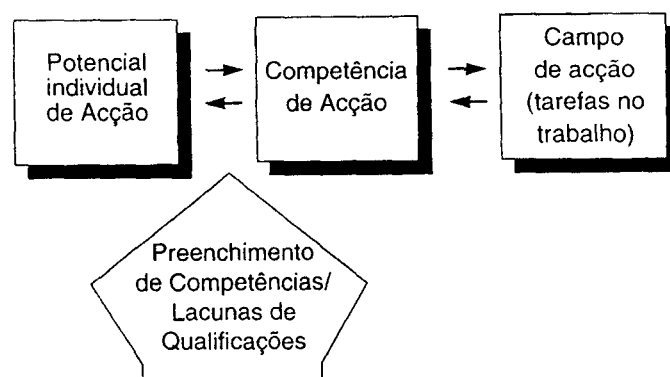 Potencial
individual
de Acção
Competência
de Acção
Campo
de acção
(tarefas no
trabalho)
Preenchimento
de Competências/
Lacunas de
Qualificações